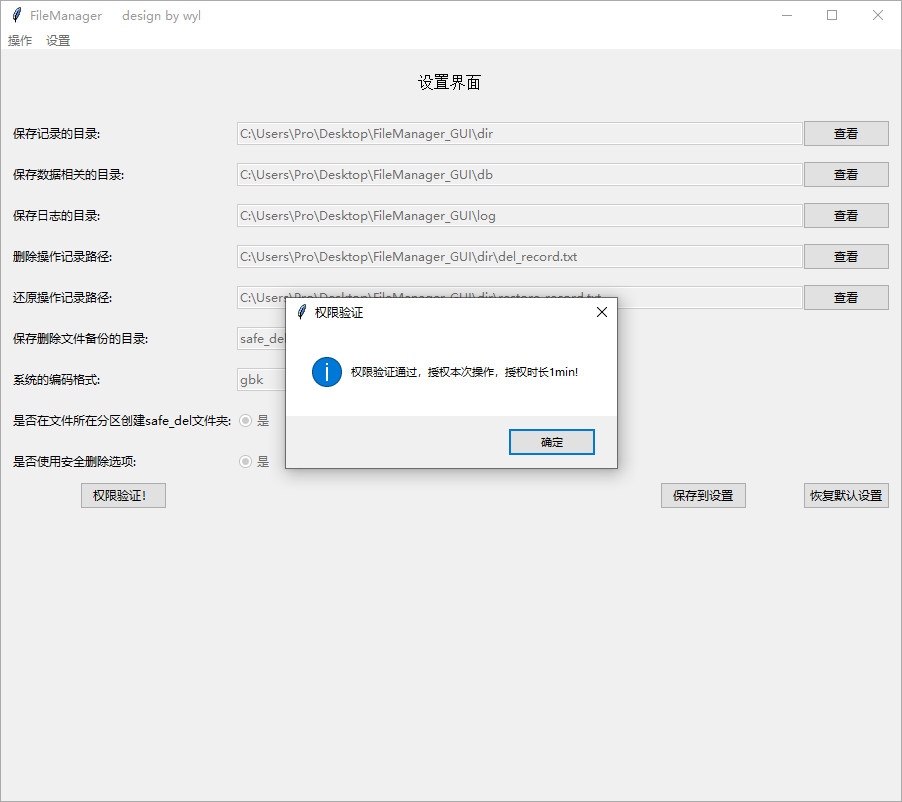 FileManager design by wyl
操作 设置
设置界面
保存记录的目录: C:\Users\Pro\Desktop\FileManager_GUI\dir 查看
保存数据相关的目录: C:\Users\Pro\Desktop\FileManager_GUI\db 查看
保存日志的目录: C:\Users\Pro\Desktop\FileManager_GUI\log 查看
删除操作记录路径: C:\Users\Pro\Desktop\FileManager_GUI\dir\del_record.txt 查看
还原操作记录路径: C:\Users\Pro\Desktop\FileManager_GUI\dir\restore_record.txt 查看
权限验证
保存删除文件备份的目录: safe_del
权限验证通过，授权本次操作，授权时长1min!
系统的编码格式: gbk
是否在文件所在分区创建safe_del文件夹: 是
确定
是否使用安全删除选项: 是
权限验证! 保存到设置 恢复默认设置